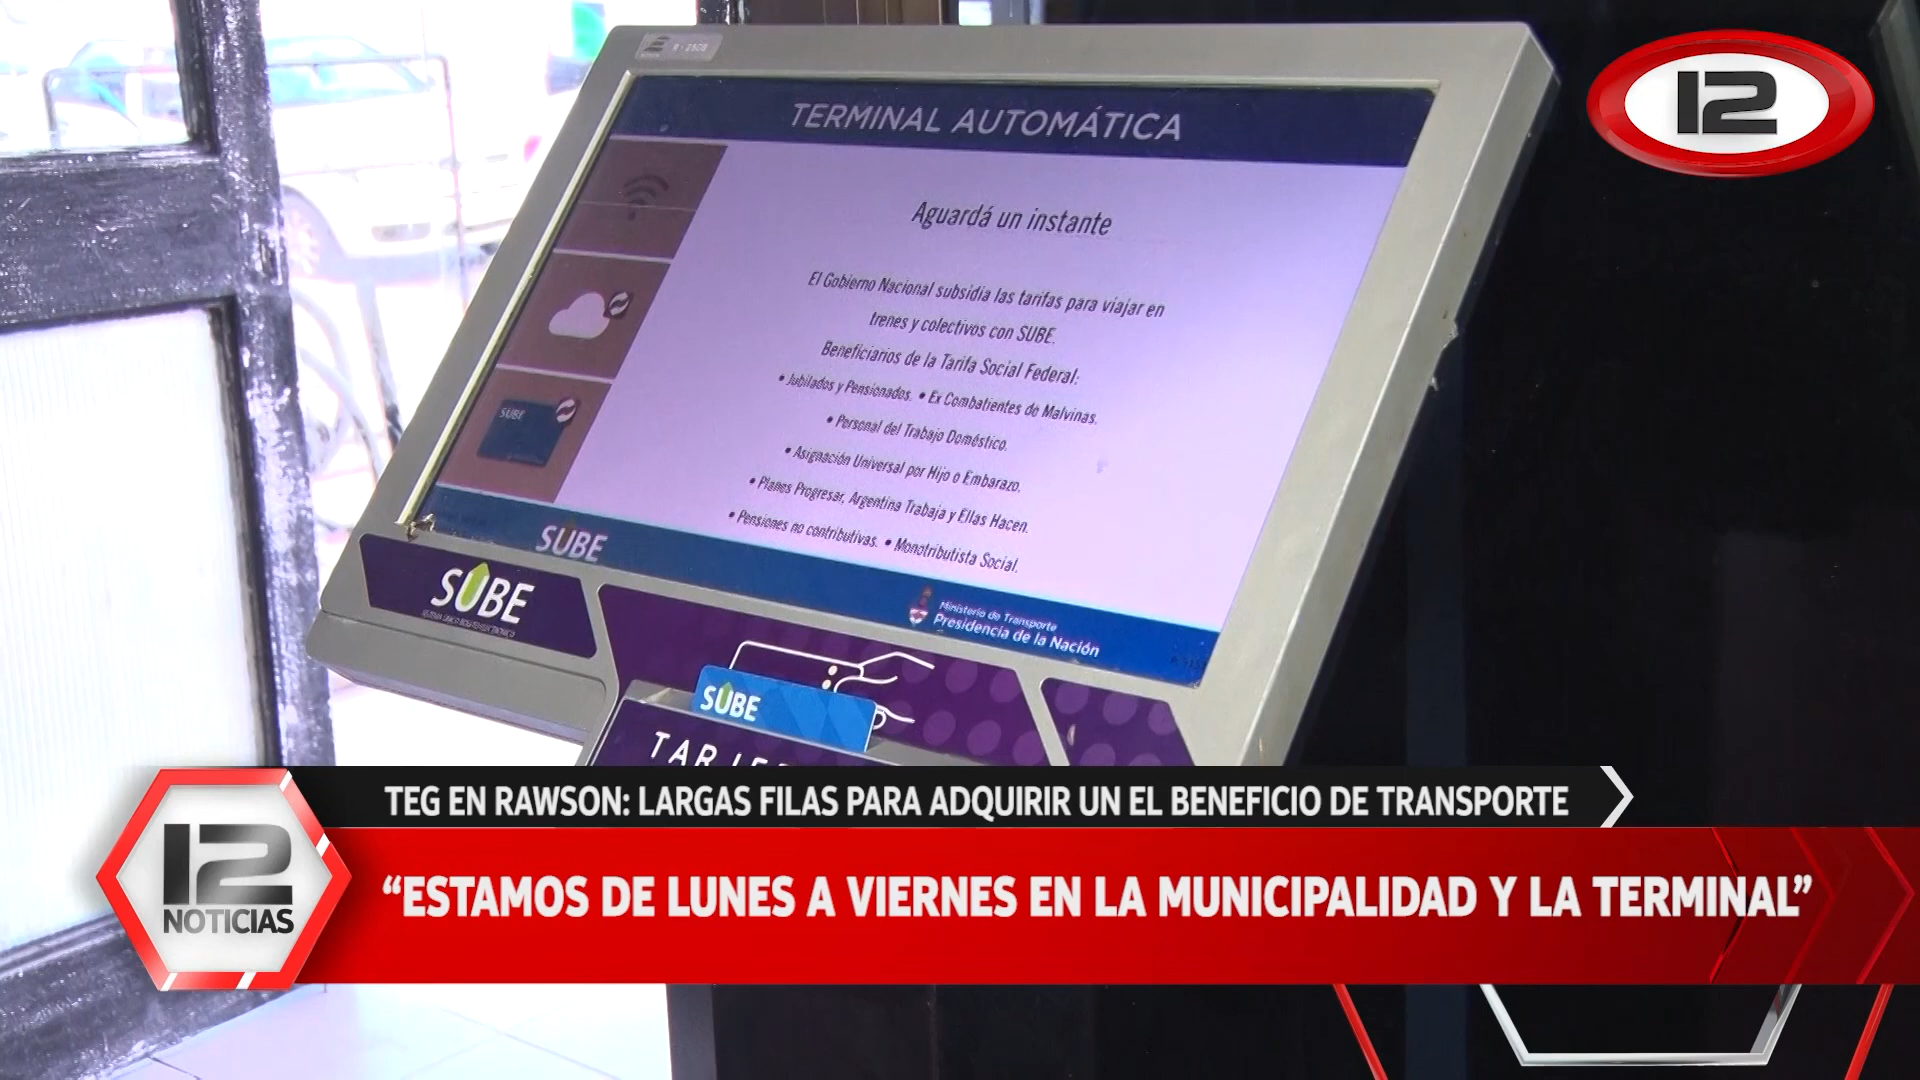 12
TERMINAL AUTOMÁTICA
Aguardá un instante
El Gobierno Nacional subsidia las tarifas para viajar en
trenes y colectivos con SUBE.
Beneficiarios de la Tarifa Social Federal:
• Jubilados y Pensionados. • Ex Combatientes de Malvinas.
• Personal del Trabajo Doméstico.
• Asignación Universal por Hijo o Embarazo.
• Planes Progresar, Argentina Trabaja y Ellas Hacen.
• Pensiones no contributivas. • Monotributista Social.
SUBE
SUBE
Ministerio de Transporte
Presidencia de la Nación
SUBE
SUBE
TEG EN RAWSON: LARGAS FILAS PARA ADQUIRIR UN EL BENEFICIO DE TRANSPORTE
12
NOTICIAS
“ESTAMOS DE LUNES A VIERNES EN LA MUNICIPALIDAD Y LA TERMINAL”